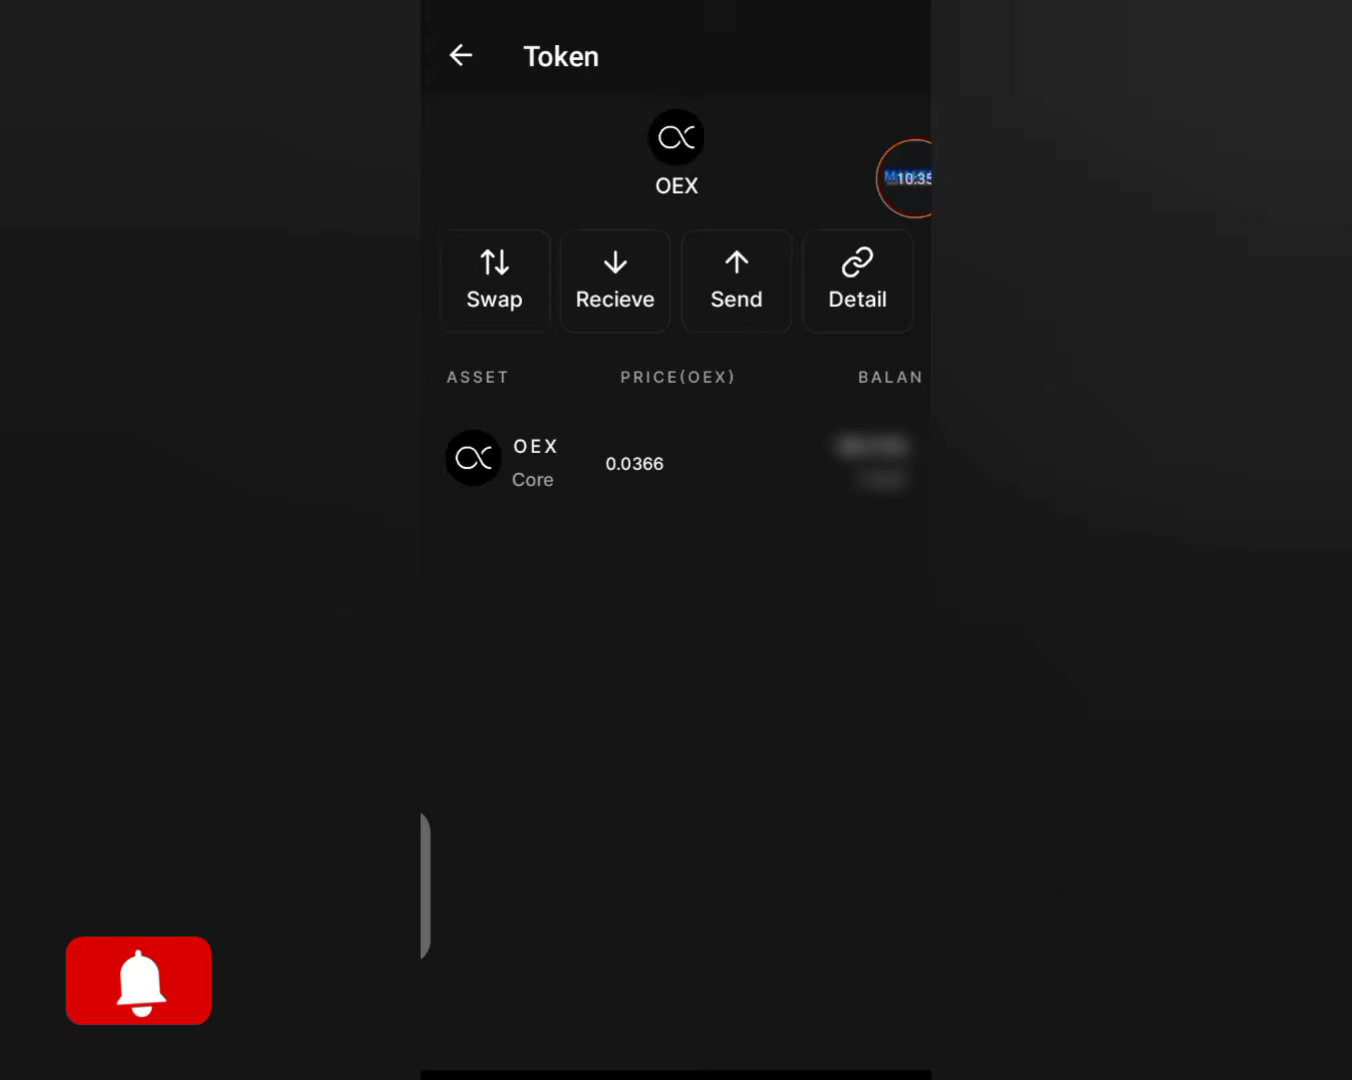 Token
OEX
10:35
Swap
Recieve
Send
Detail
ASSET
PRICE(OEX)
BALAN
OEX
0.0366
Core